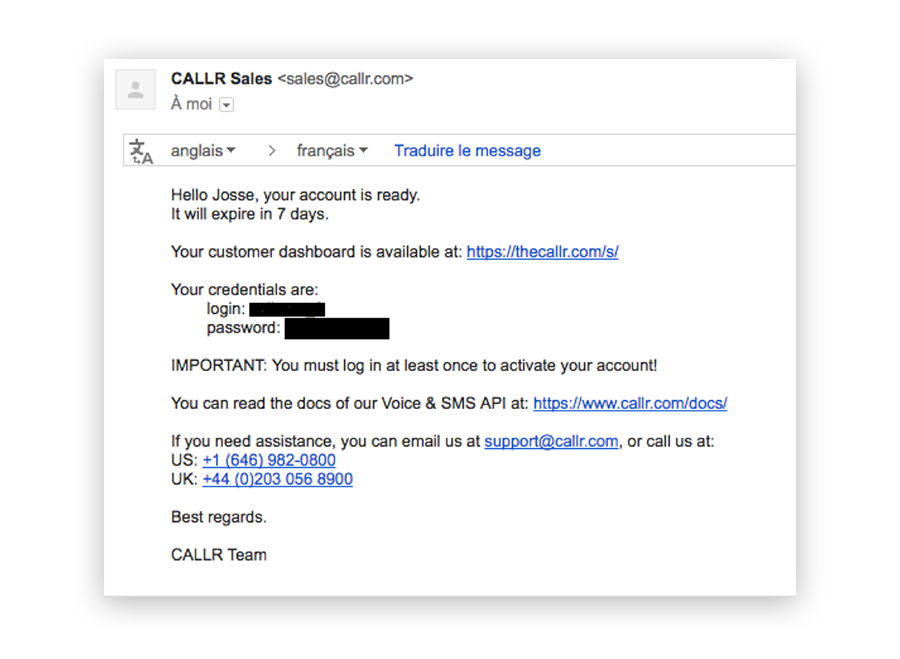 CALLR Sales <sales@callr.com>
À moi
anglais > français Traduire le message
Hello Josse, your account is ready.
It will expire in 7 days.
Your customer dashboard is available at: https://thecallr.com/s/
Your credentials are:
login:
password:
IMPORTANT: You must log in at least once to activate your account!
You can read the docs of our Voice & SMS API at: https://www.callr.com/docs/
If you need assistance, you can email us at support@callr.com, or call us at:
US: +1 (646) 982-0800
UK: +44 (0)203 056 8900
Best regards.
CALLR Team